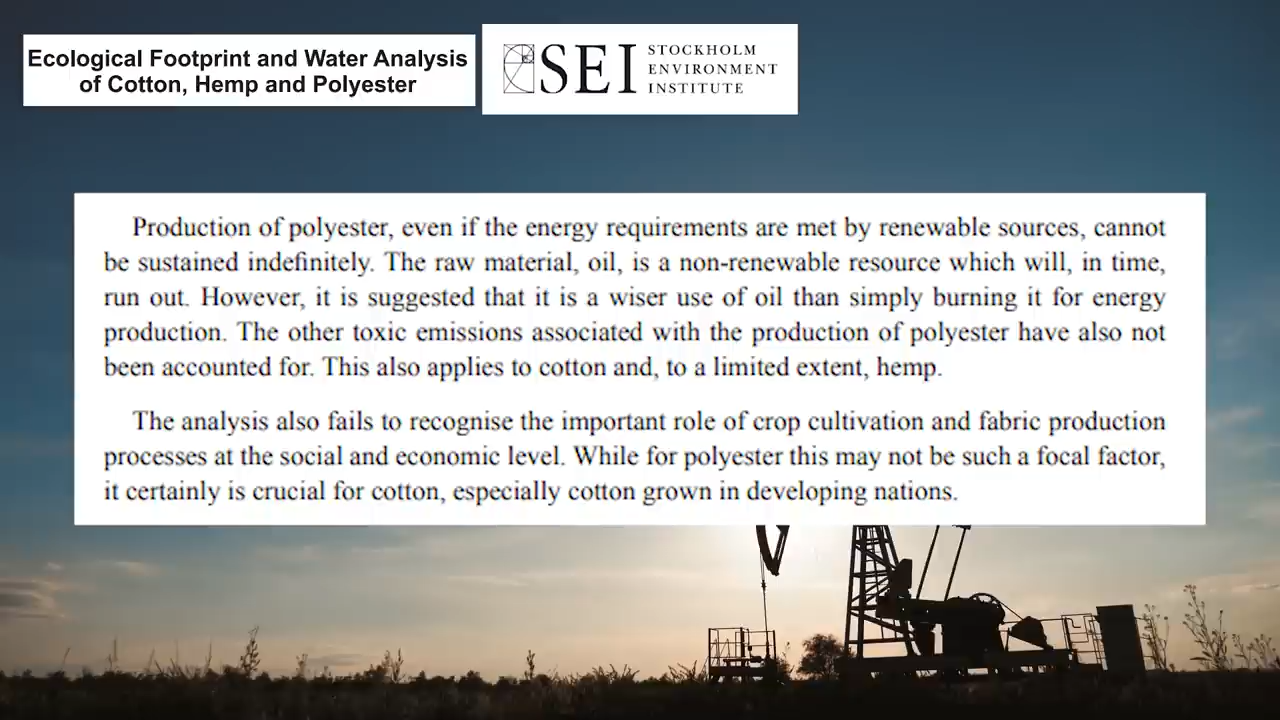 Ecological Footprint and Water Analysis
of Cotton, Hemp and Polyester
SEI
STOCKHOLM
ENVIRONMENT
INSTITUTE
Production of polyester, even if the energy requirements are met by renewable sources, cannot
be sustained indefinitely. The raw material, oil, is a non-renewable resource which will, in time,
run out. However, it is suggested that it is a wiser use of oil than simply burning it for energy
production. The other toxic emissions associated with the production of polyester have also not
been accounted for. This also applies to cotton and, to a limited extent, hemp.
The analysis also fails to recognise the important role of crop cultivation and fabric production
processes at the social and economic level. While for polyester this may not be such a focal factor,
it certainly is crucial for cotton, especially cotton grown in developing nations.